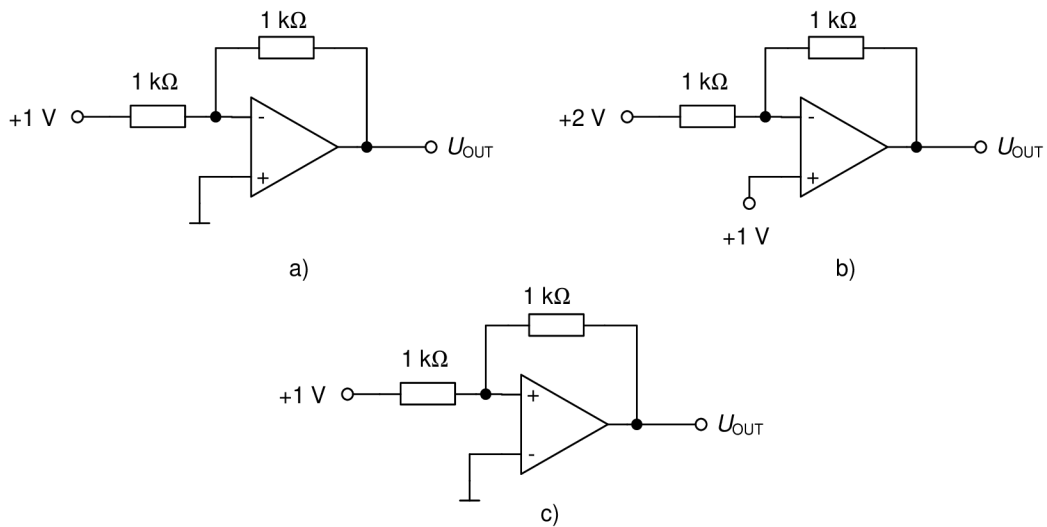 1 kΩ
1 kΩ
+1 V
-
+
U_OUT
a)
1 kΩ
1 kΩ
+2 V
-
+
+1 V
U_OUT
b)
1 kΩ
1 kΩ
+1 V
+
-
U_OUT
c)